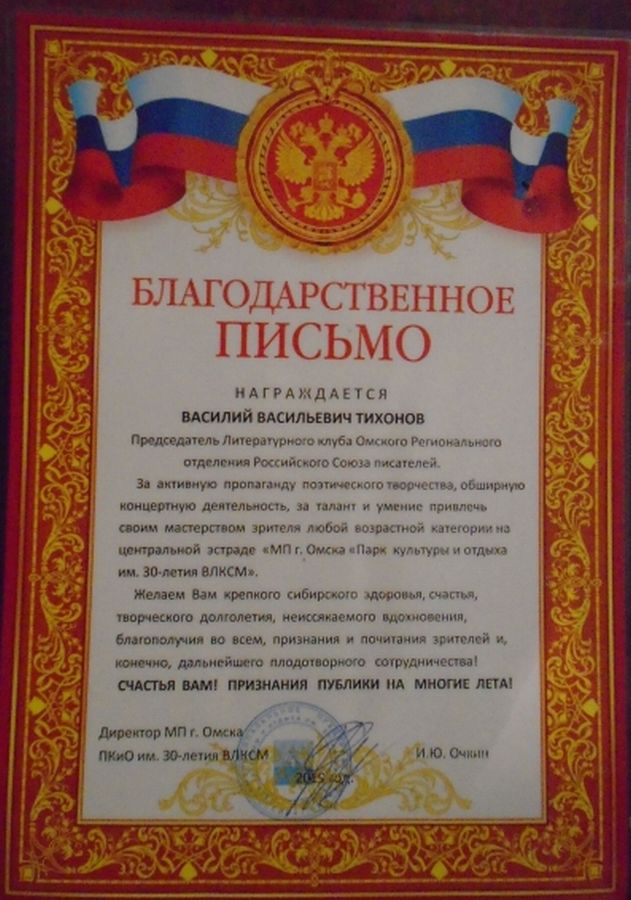 БЛАГОДАРСТВЕННОЕ
ПИСЬМО
НАГРАЖДАЕТСЯ
ВАСИЛИЙ ВАСИЛЬЕВИЧ ТИХОНОВ
Председатель Литературного клуба Омского Регионального
отделения Российского Союза писателей.
За активную пропаганду поэтического творчества, обширную
концертную деятельность, за талант и умение привлечь
своим мастерством зрителя любой возрастной категории на
центральной эстраде «МП г. Омска «Парк культуры и отдыха
им. 30-летия ВЛКСМ».
Желаем Вам крепкого сибирского здоровья, счастья,
творческого долголетия, неиссякаемого вдохновения,
благополучия во всем, признания и почитания зрителей и,
конечно, дальнейшего плодотворного сотрудничества!
СЧАСТЬЯ ВАМ! ПРИЗНАНИЯ ПУБЛИКИ НА МНОГИЕ ЛЕТА!
Директор МП г. Омска
ПКиО им. 30-летия ВЛКСМ И.Ю. Очкин
2019 год.